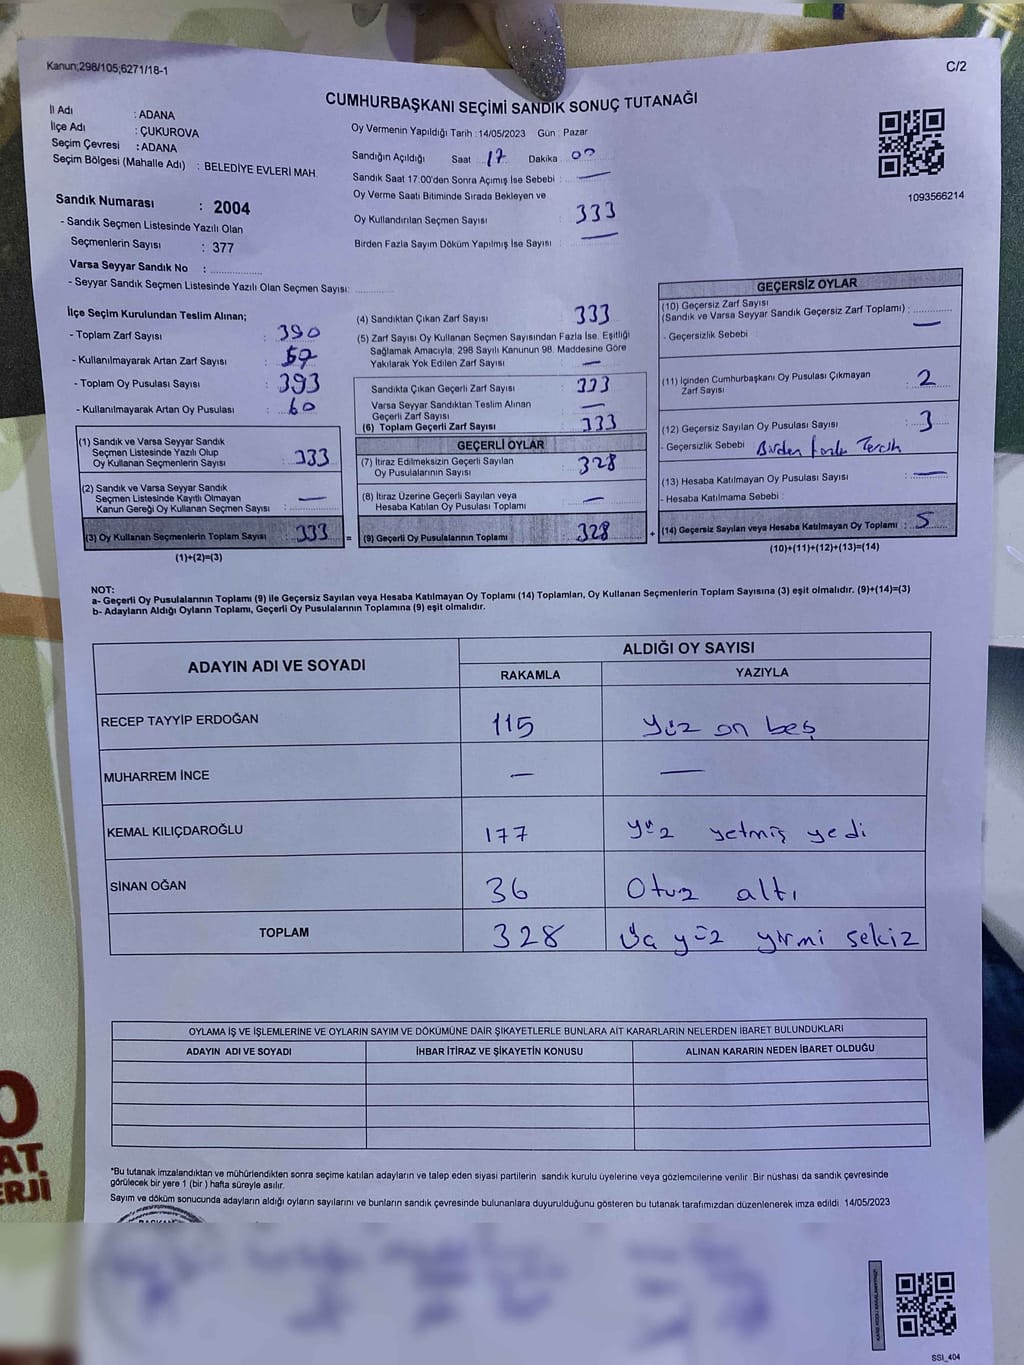 Kanun;298/105;6271/18-1
C/2
CUMHURBAŞKANI SEÇİMİ SANDIK SONUÇ TUTANAĞI
İl Adı : ADANA
İlçe Adı : ÇUKUROVA
Seçim Çevresi : ADANA
Seçim Bölgesi (Mahalle Adı) : BELEDİYE EVLERİ MAH.
Oy Vermenin Yapıldığı Tarih : 14/05/2023 Gün : Pazar
Sandığın Açıldığı Saat 17 Dakika 00
Sandık Saat 17:00'den Sonra Açımış İse Sebebi : —
Oy Verme Saati Bitiminde Sırada Bekleyen ve
Oy Kullandırılan Seçmen Sayısı 333
Birden Fazla Sayım Döküm Yapılmış İse Sayısı : —
1093566214
Sandık Numarası : 2004
- Sandık Seçmen Listesinde Yazılı Olan
Seçmenlerin Sayısı : 377
Varsa Seyyar Sandık No :
- Seyyar Sandık Seçmen Listesinde Yazılı Olan Seçmen Sayısı:
İlçe Seçim Kurulundan Teslim Alınan;
- Toplam Zarf Sayısı : 390
- Kullanılmayarak Artan Zarf Sayısı : 57
- Toplam Oy Pusulası Sayısı : 393
- Kullanılmayarak Artan Oy Pusulası : 60
(1) Sandık ve Varsa Seyyar Sandık
Seçmen Listesinde Yazılı Olup
Oy Kullanan Seçmenlerin Sayısı : 333
(2) Sandık ve Varsa Seyyar Sandık
Seçmen Listesinde Kayıtlı Olmayan
Kanun Gereği Oy Kullanan Seçmen Sayısı : —
(3) Oy Kullanan Seçmenlerin Toplam Sayısı : 333
(1)+(2)=(3)
(4) Sandıktan Çıkan Zarf Sayısı : 333
(5) Zarf Sayısı Oy Kullanan Seçmen Sayısından Fazla İse, Eşitliği
Sağlamak Amacıyla, 298 Sayılı Kanunun 98. Maddesine Göre
Yakılarak Yok Edilen Zarf Sayısı : —
Sandıkta Çıkan Geçerli Zarf Sayısı : 333
Varsa Seyyar Sandıktan Teslim Alınan
Geçerli Zarf Sayısı : —
(6) Toplam Geçerli Zarf Sayısı : 333
GEÇERLİ OYLAR
(7) İtiraz Edilmeksizin Geçerli Sayılan
Oy Pusulalarının Sayısı : 328
(8) İtiraz Üzerine Geçerli Sayılan veya
Hesaba Katılan Oy Pusulası Toplamı : —
= (9) Geçerli Oy Pusulalarının Toplamı : 328
GEÇERSİZ OYLAR
(10) Geçersiz Zarf Sayısı
(Sandık ve Varsa Seyyar Sandık Geçersiz Zarf Toplamı) : —
- Geçersizlik Sebebi :
(11) İçinden Cumhurbaşkanı Oy Pusulası Çıkmayan
Zarf Sayısı : 2
(12) Geçersiz Sayılan Oy Pusulası Sayısı : 3
- Geçersizlik Sebebi : Birden fazla Tercih
(13) Hesaba Katılmayan Oy Pusulası Sayısı : —
- Hesaba Katılmama Sebebi :
+ (14) Geçersiz Sayılan veya Hesaba Katılmayan Oy Toplamı : 5
(10)+(11)+(12)+(13)=(14)
NOT:
a- Geçerli Oy Pusulalarının Toplamı (9) ile Geçersiz Sayılan veya Hesaba Katılmayan Oy Toplamı (14) Toplamları, Oy Kullanan Seçmenlerin Toplam Sayısına (3) eşit olmalıdır. (9)+(14)=(3)
b- Adayların Aldığı Oyların Toplamı, Geçerli Oy Pusulalarının Toplamına (9) eşit olmalıdır.
ADAYIN ADI VE SOYADI
ALDIĞI OY SAYISI
RAKAMLA YAZIYLA
RECEP TAYYİP ERDOĞAN 115 yüz on beş
MUHARREM İNCE — —
KEMAL KILIÇDAROĞLU 177 yüz yetmiş yedi
SİNAN OĞAN 36 Otuz altı
TOPLAM 328 Üç yüz yirmi sekiz
OYLAMA İŞ VE İŞLEMLERİNE VE OYLARIN SAYIM VE DÖKÜMÜNE DAİR ŞİKAYETLERLE BUNLARA AİT KARARLARIN NELERDEN İBARET BULUNDUKLARI
ADAYIN ADI VE SOYADI İHBAR İTİRAZ VE ŞİKAYETİN KONUSU ALINAN KARARIN NEDEN İBARET OLDUĞU
*Bu tutanak imzalandıktan ve mühürlendikten sonra seçime katılan adayların ve talep eden siyasi partilerin sandık kurulu üyelerine veya gözlemcilerine verilir. Bir nushası da sandık çevresinde
görülecek bir yere 1 (bir) hafta süreyle asılır.
Sayım ve döküm sonucunda adayların aldığı oyların sayılarını ve bunların sandık çevresinde bulunanlara duyurulduğunu gösteren bu tutanak tarafımızdan düzenlenerek imza edildi. 14/05/2023
SSI_404